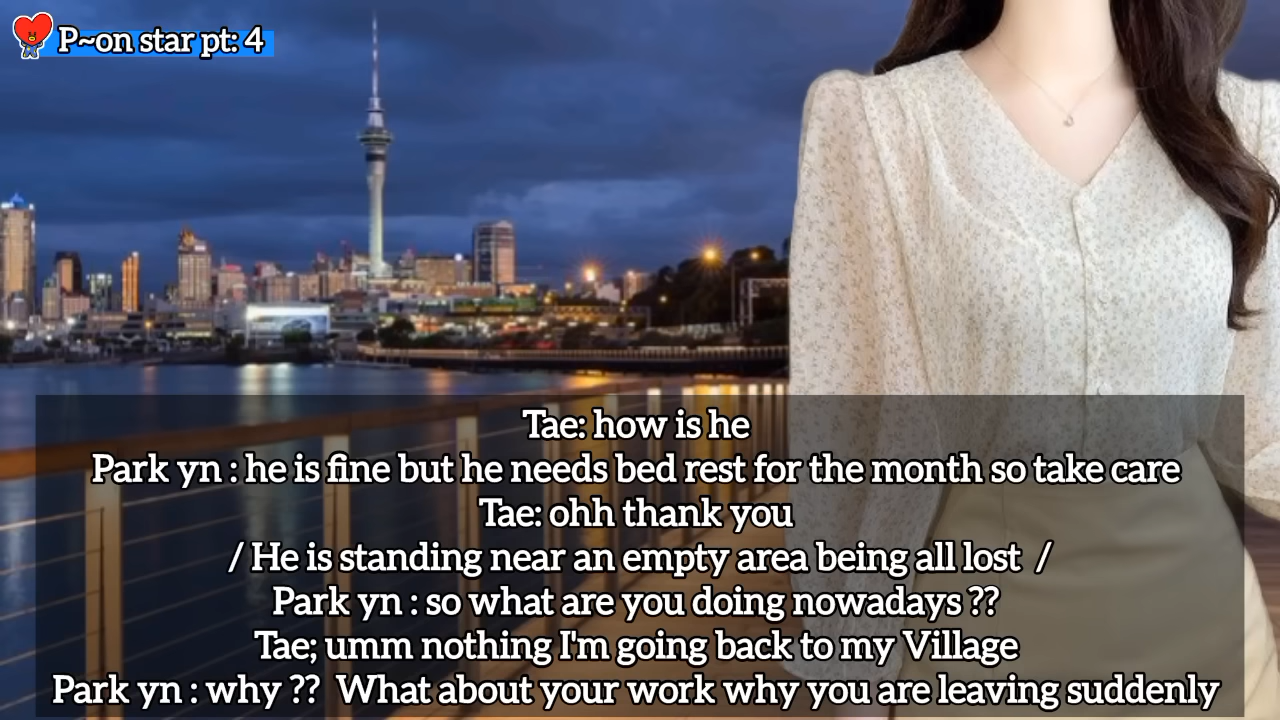 P~on star pt: 4
Tae: how is he
Park yn : he is fine but he needs bed rest for the month so take care
Tae: ohh thank you
/ He is standing near an empty area being all lost /
Park yn : so what are you doing nowadays ??
Tae; umm nothing I'm going back to my Village
Park yn : why ?? What about your work why you are leaving suddenly